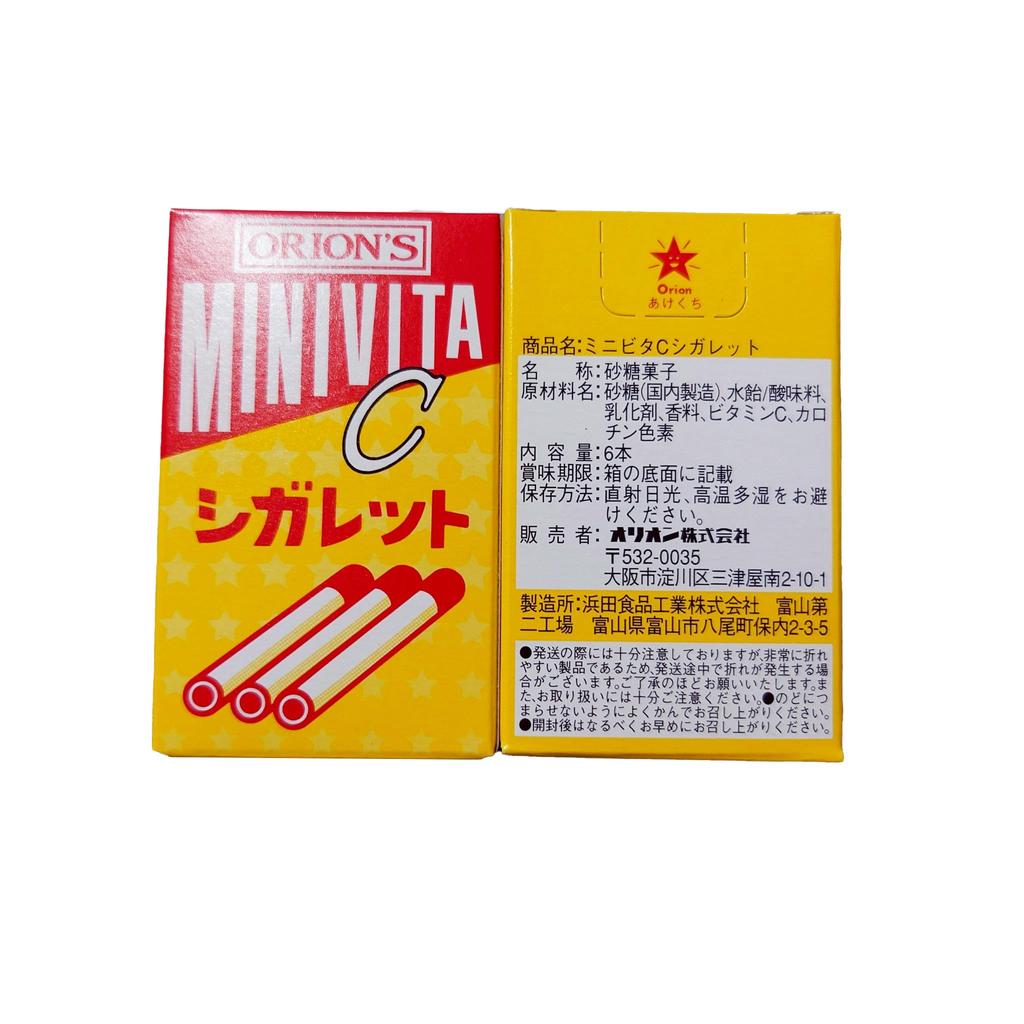 ORION'S
MINIVITA
C
シガレット
Orion
あけくち
商品名:ミニビタCシガレット
名　　称:砂糖菓子
原材料名:砂糖(国内製造)、水飴/酸味料、
乳化剤、香料、ビタミンC、カロ
チン色素
内 容 量:6本
賞味期限:箱の底面に記載
保存方法:直射日光、高温多湿をお避
けください。
販 売 者:オリオン株式会社
〒532-0035
大阪市淀川区三津屋南2-10-1
製造所:浜田食品工業株式会社　富山第
二工場　富山県富山市八尾町保内2-3-5
●発送の際には十分注意しておりますが、非常に折れ
やすい製品であるため、発送途中で折れが発生する場
合がございます。ご了承のほどお願いいたします。ま
た、お取り扱いには十分ご注意ください。●のどにつ
まらせないようによくかんでお召し上がりください。
●開封後はなるべくお早めにお召し上がりください。